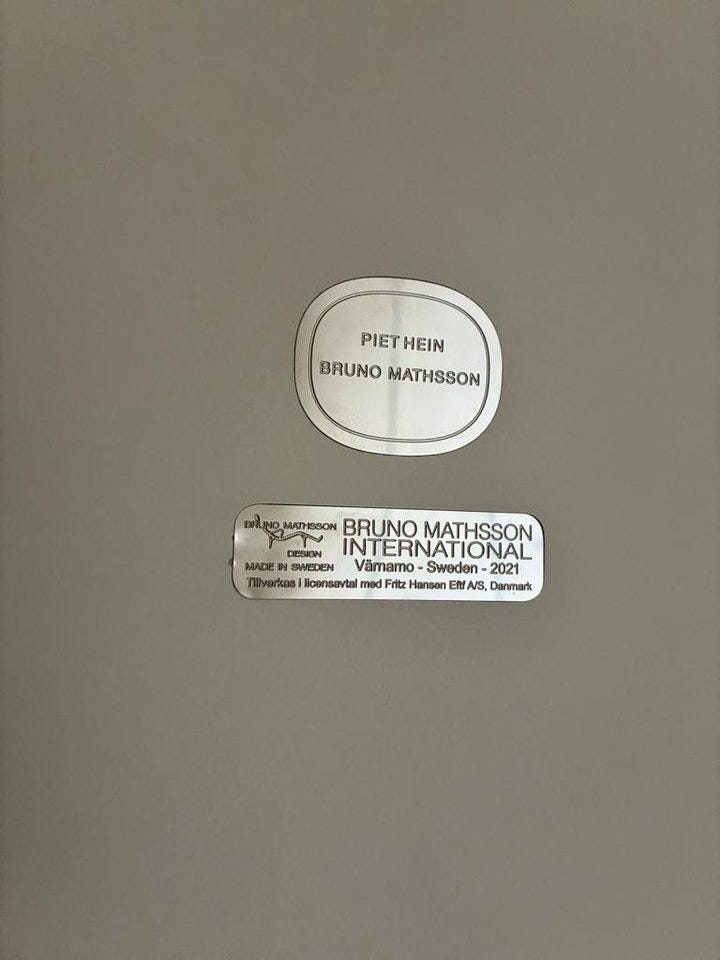 PIET HEIN
BRUNO MATHSSON
BRUNO MATHSSON
DESIGN
MADE IN SWEDEN
BRUNO MATHSSON
INTERNATIONAL
Värnamo - Sweden - 2021
Tillverkas i licensavtal med Fritz Hansen Eftf A/S, Danmark